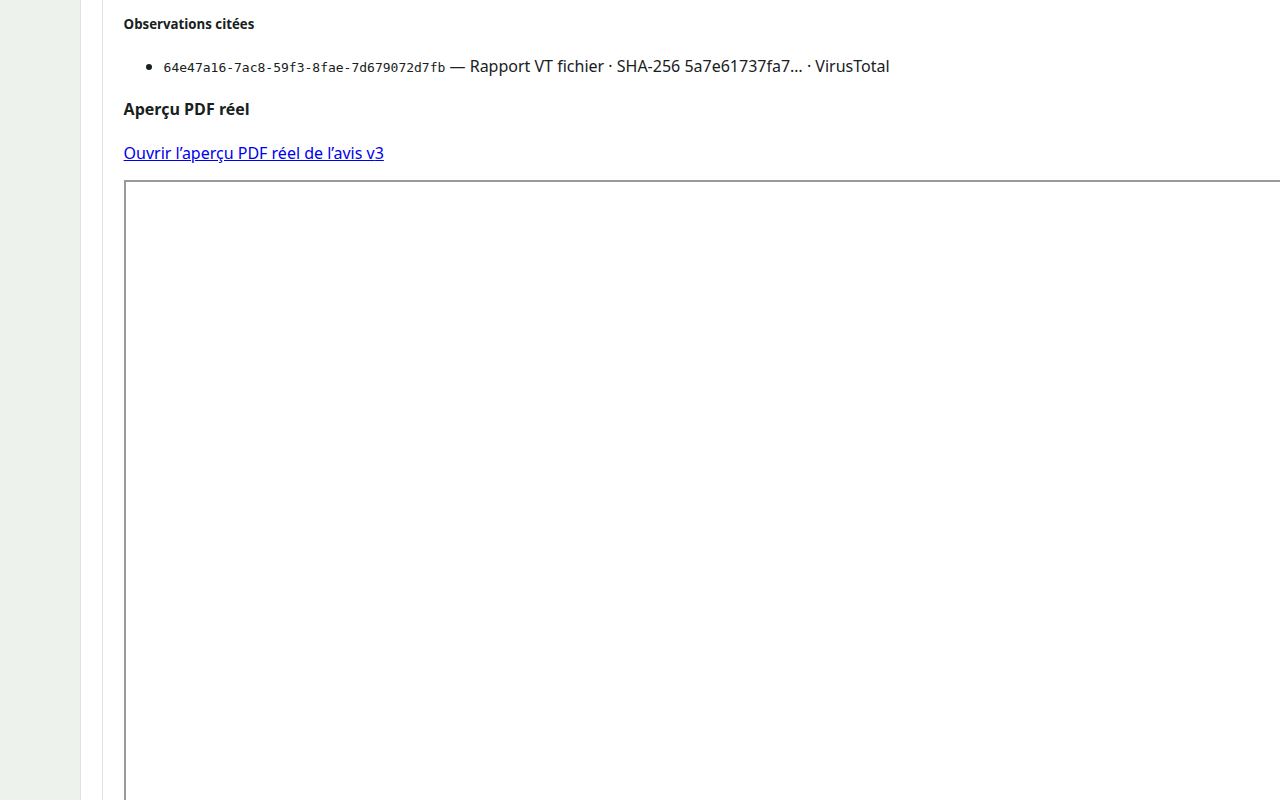 Observations citées
64e47a16-7ac8-59f3-8fae-7d679072d7fb — Rapport VT fichier · SHA-256 5a7e61737fa7… · VirusTotal
Aperçu PDF réel
Ouvrir l’aperçu PDF réel de l’avis v3